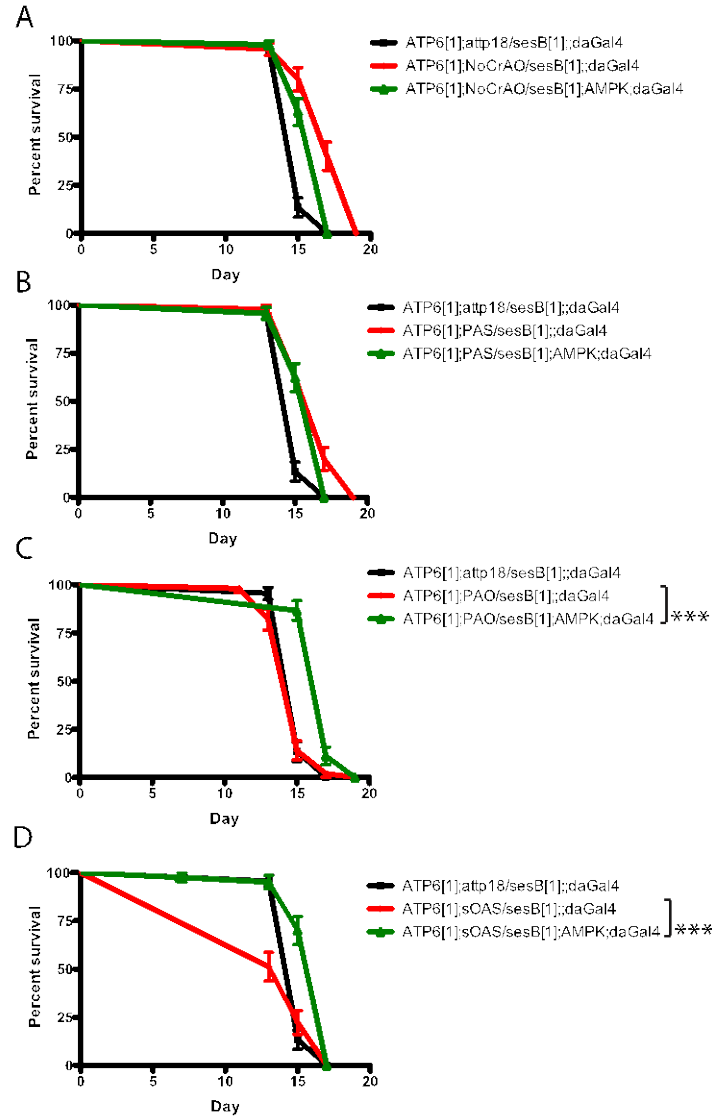 A
ATP6[1];attp18/sesB[1];;daGal4
ATP6[1];NoCrAO/sesB[1];;daGal4
ATP6[1];NoCrAO/sesB[1];AMPK;daGal4
Percent survival
100
75
50
25
0
0 5 10 15 20
Day
B
ATP6[1];attp18/sesB[1];;daGal4
ATP6[1];PAS/sesB[1];;daGal4
ATP6[1];PAS/sesB[1];AMPK;daGal4
Percent survival
100
75
50
25
0
0 5 10 15 20
Day
C
ATP6[1];attp18/sesB[1];;daGal4
ATP6[1];PAO/sesB[1];;daGal4
ATP6[1];PAO/sesB[1];AMPK;daGal4
***
Percent survival
100
75
50
25
0
0 5 10 15 20
Day
D
ATP6[1];attp18/sesB[1];;daGal4
ATP6[1];sOAS/sesB[1];;daGal4
ATP6[1];sOAS/sesB[1];AMPK;daGal4
***
Percent survival
100
75
50
25
0
0 5 10 15 20
Day